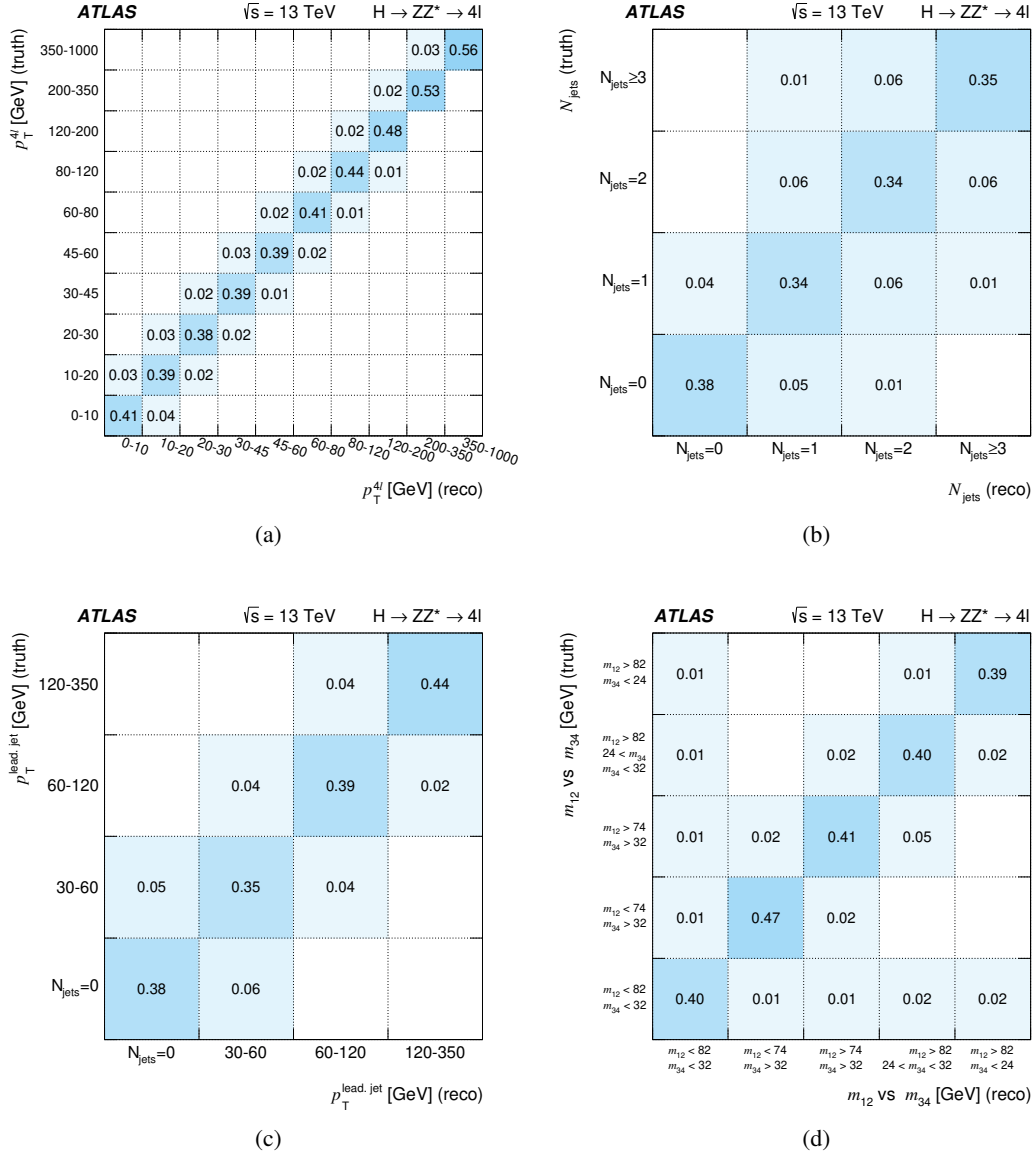 ATLAS √s = 13 TeV H → ZZ* → 4l
p_T^4l [GeV] (truth)
350-1000 0.03 0.56
200-350 0.02 0.53
120-200 0.02 0.48
80-120 0.02 0.44 0.01
60-80 0.02 0.41 0.01
45-60 0.03 0.39 0.02
30-45 0.02 0.39 0.01
20-30 0.03 0.38 0.02
10-20 0.03 0.39 0.02
0-10 0.41 0.04
0-10 10-20 20-30 30-45 45-60 60-80 80-120 120-200 200-350 350-1000
p_T^4l [GeV] (reco)
(a)
ATLAS √s = 13 TeV H → ZZ* → 4l
N_jets (truth)
N_jets≥3 0.01 0.06 0.35
N_jets=2 0.06 0.34 0.06
N_jets=1 0.04 0.34 0.06 0.01
N_jets=0 0.38 0.05 0.01
N_jets=0 N_jets=1 N_jets=2 N_jets≥3
N_jets (reco)
(b)
ATLAS √s = 13 TeV H → ZZ* → 4l
p_T^lead. jet [GeV] (truth)
120-350 0.04 0.44
60-120 0.04 0.39 0.02
30-60 0.05 0.35 0.04
N_jets=0 0.38 0.06
N_jets=0 30-60 60-120 120-350
p_T^lead. jet [GeV] (reco)
(c)
ATLAS √s = 13 TeV H → ZZ* → 4l
m_12 vs m_34 [GeV] (truth)
m_12 > 82
m_34 < 24
0.01 0.01 0.39
m_12 > 82
24 < m_34
m_34 < 32
0.01 0.02 0.40 0.02
m_12 > 74
m_34 > 32
0.01 0.02 0.41 0.05
m_12 < 74
m_34 > 32
0.01 0.47 0.02
m_12 < 82
m_34 < 32
0.40 0.01 0.01 0.02 0.02
m_12 < 82 m_12 < 74 m_12 > 74 m_12 > 82 m_12 > 82
m_34 < 32 m_34 > 32 m_34 > 32 24 < m_34 < 32 m_34 < 24
m_12 vs m_34 [GeV] (reco)
(d)